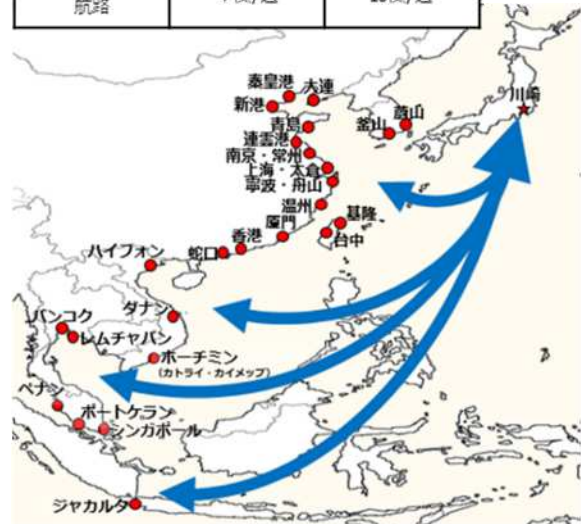 航路
秦皇港
大連
新港
川崎
青島
釜山
蔚山
連雲港
南京・常州
上海・太倉
寧波・舟山
温州
基隆
厦門
台中
香港
蛇口
ハイフォン
ダナン
バンコク
レムチャバン
ホーチミン
(カトライ・カイメップ)
ペナン
ポートケラン
シンガポール
ジャカルタ